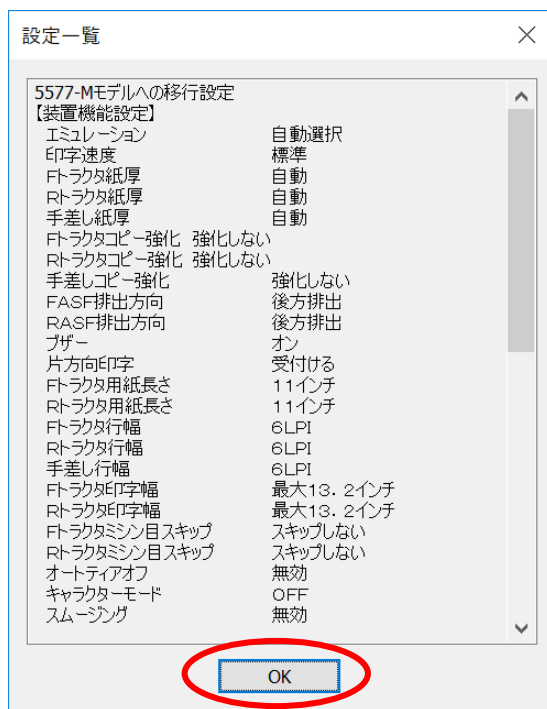 設定一覧
5577-Mモデルへの移行設定
【装置機能設定】
エミュレーション 自動選択
印字速度 標準
Fトラクタ紙厚 自動
Rトラクタ紙厚 自動
手差し紙厚 自動
Fトラクタコピー強化 強化しない
Rトラクタコピー強化 強化しない
手差しコピー強化 強化しない
FASF排出方向 後方排出
RASF排出方向 後方排出
ブザー オン
片方向印字 受付ける
Fトラクタ用紙長さ 11インチ
Rトラクタ用紙長さ 11インチ
Fトラクタ行幅 6LPI
Rトラクタ行幅 6LPI
手差し行幅 6LPI
Fトラクタ印字幅 最大13.2インチ
Rトラクタ印字幅 最大13.2インチ
Fトラクタミシン目スキップ スキップしない
Rトラクタミシン目スキップ スキップしない
オートティアオフ 無効
キャラクターモード OFF
スムージング 無効
OK